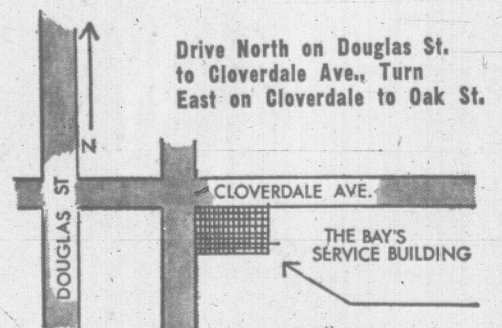 Drive North on Douglas St.
to Cloverdale Ave., Turn
East on Cloverdale to Oak St.
N
CLOVERDALE AVE.
DOUGLAS ST
THE BAY'S
SERVICE BUILDING